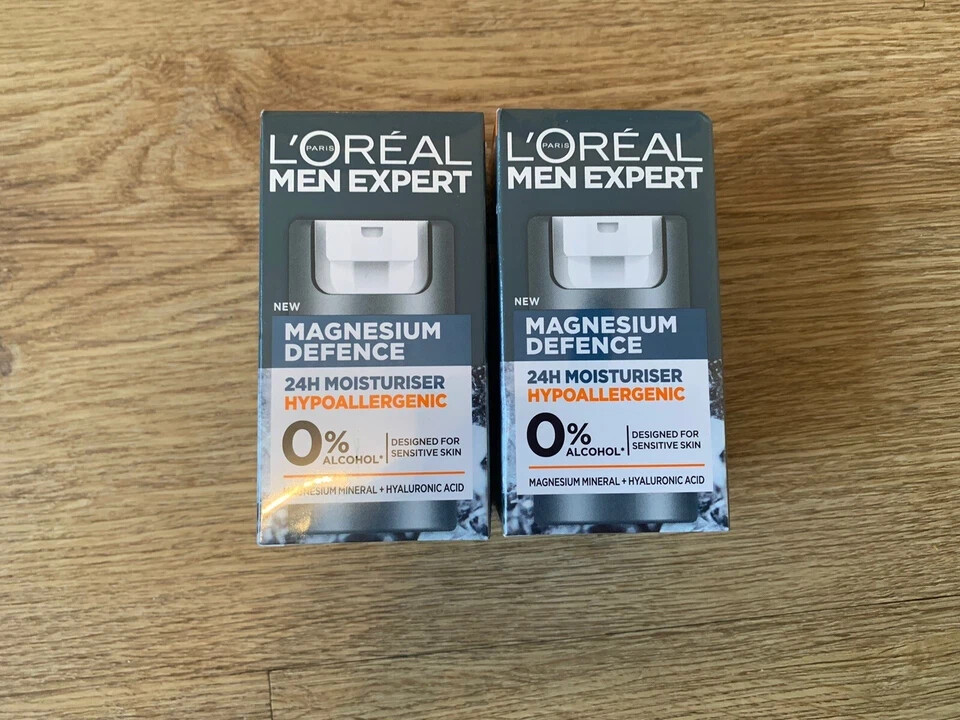 L'ORÉAL
PARIS
MEN EXPERT
NEW
MAGNESIUM
DEFENCE
24H MOISTURISER
HYPOALLERGENIC
0%
ALCOHOL*
DESIGNED FOR
SENSITIVE SKIN
MAGNESIUM MINERAL + HYALURONIC ACID
L'ORÉAL
PARIS
MEN EXPERT
NEW
MAGNESIUM
DEFENCE
24H MOISTURISER
HYPOALLERGENIC
0%
ALCOHOL*
DESIGNED FOR
SENSITIVE SKIN
MAGNESIUM MINERAL + HYALURONIC ACID